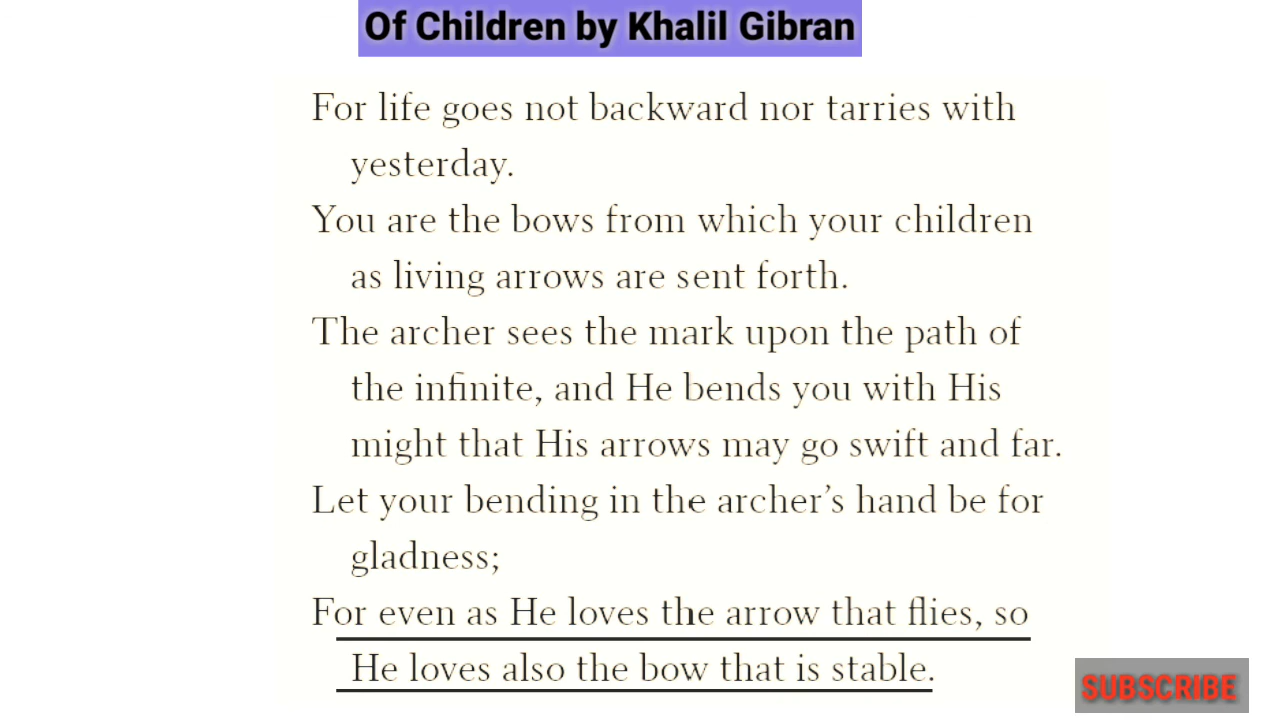 Of Children by Khalil Gibran
For life goes not backward nor tarries with
yesterday.
You are the bows from which your children
as living arrows are sent forth.
The archer sees the mark upon the path of
the infinite, and He bends you with His
might that His arrows may go swift and far.
Let your bending in the archer’s hand be for
gladness;
For even as He loves the arrow that flies, so
He loves also the bow that is stable.
SUBSCRIBE